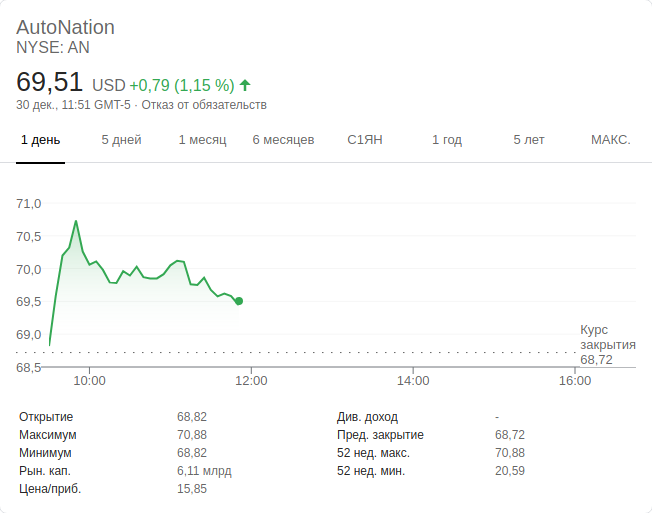 AutoNation
NYSE: AN
69,51 USD +0,79 (1,15 %)
30 дек., 11:51 GMT-5 · Отказ от обязательств
1 день 5 дней 1 месяц 6 месяцев С1ЯН 1 год 5 лет МАКС.
71,0
70,5
70,0
69,5
69,0
68,5
Курс
закрытия
68,72
10:00 12:00 14:00 16:00
Открытие 68,82
Максимум 70,88
Минимум 68,82
Рын. кап. 6,11 млрд
Цена/приб. 15,85
Див. доход -
Пред. закрытие 68,72
52 нед. макс. 70,88
52 нед. мин. 20,59